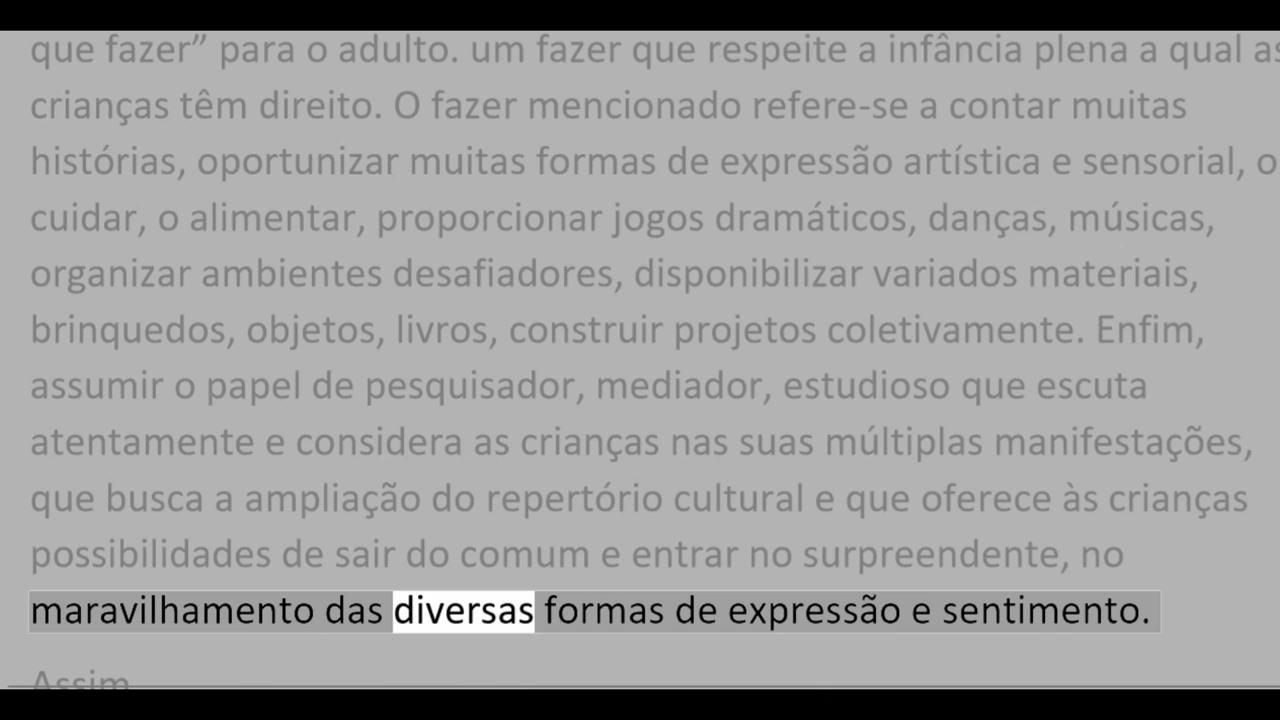 que fazer” para o adulto. um fazer que respeite a infância plena a qual as
crianças têm direito. O fazer mencionado refere-se a contar muitas
histórias, oportunizar muitas formas de expressão artística e sensorial, o
cuidar, o alimentar, proporcionar jogos dramáticos, danças, músicas,
organizar ambientes desafiadores, disponibilizar variados materiais,
brinquedos, objetos, livros, construir projetos coletivamente. Enfim,
assumir o papel de pesquisador, mediador, estudioso que escuta
atentamente e considera as crianças nas suas múltiplas manifestações,
que busca a ampliação do repertório cultural e que oferece às crianças
possibilidades de sair do comum e entrar no surpreendente, no
maravilhamento das diversas formas de expressão e sentimento.
Assim